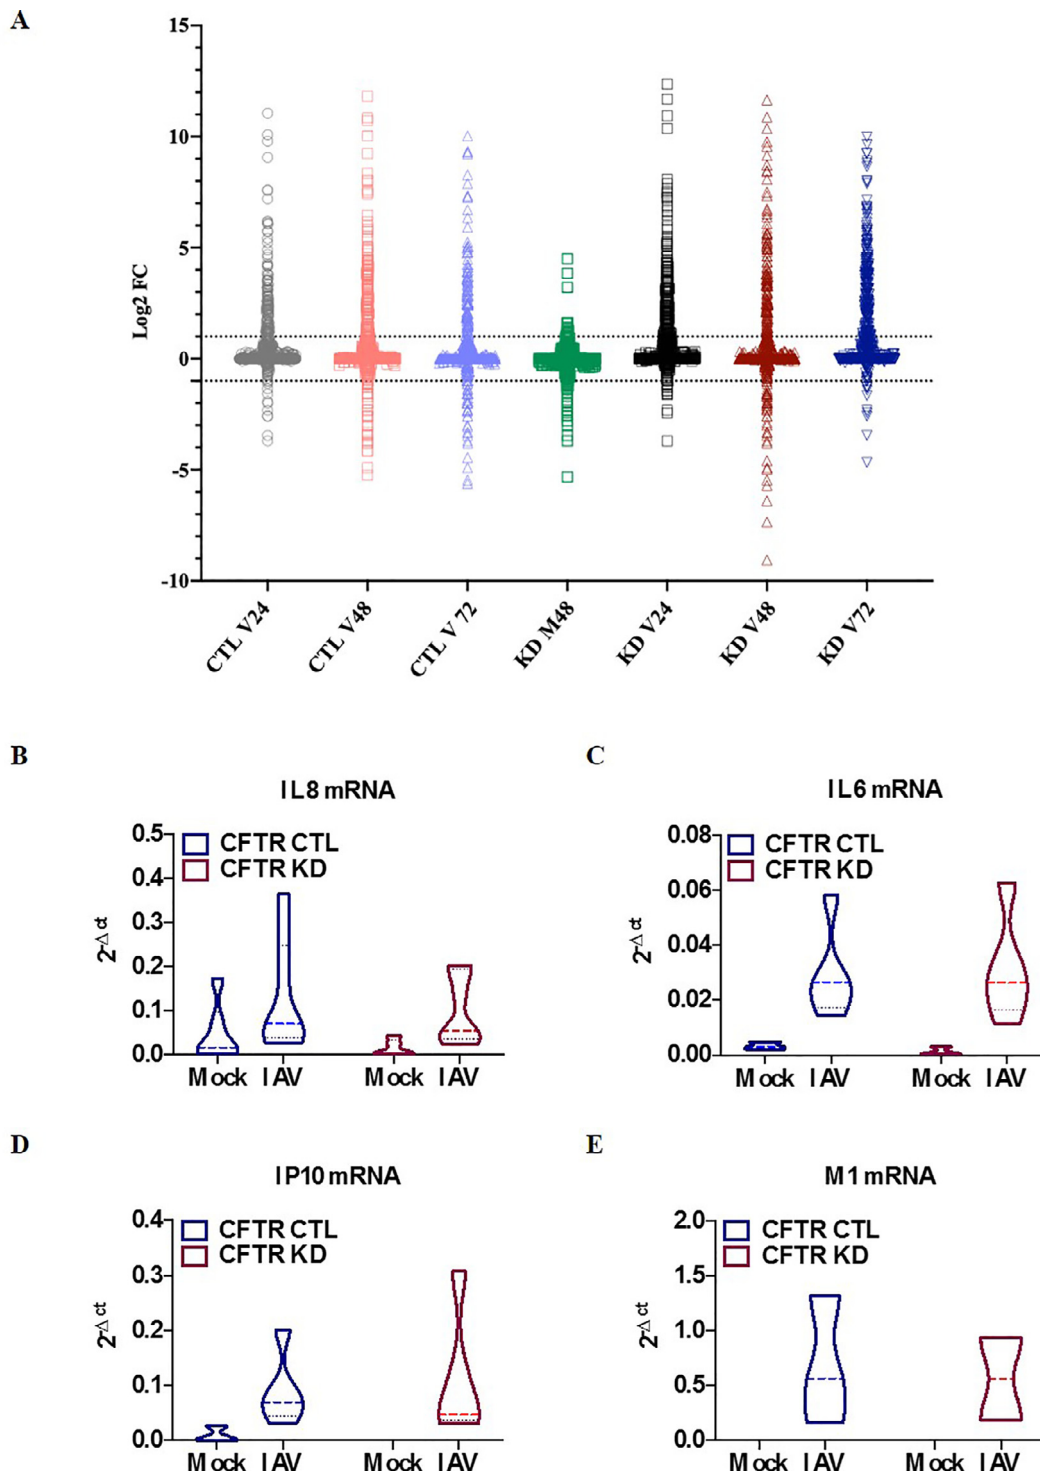 A
15
10
5
0
-5
-10
Log2 FC
CTL V24
CTL V48
CTL V 72
KD M48
KD V24
KD V48
KD V72
B
IL8 mRNA
0.5
0.4
0.3
0.2
0.1
0.0
2-Δ ct
CFTR CTL
CFTR KD
Mock IAV Mock IAV
C
IL6 mRNA
0.08
0.06
0.04
0.02
0.00
2-Δ ct
CFTR CTL
CFTR KD
Mock IAV Mock IAV
D
IP10 mRNA
0.4
0.3
0.2
0.1
0.0
2-Δ ct
CFTR CTL
CFTR KD
Mock IAV Mock IAV
E
M1 mRNA
2.0
1.5
1.0
0.5
0.0
2-Δ ct
CFTR CTL
CFTR KD
Mock IAV Mock IAV